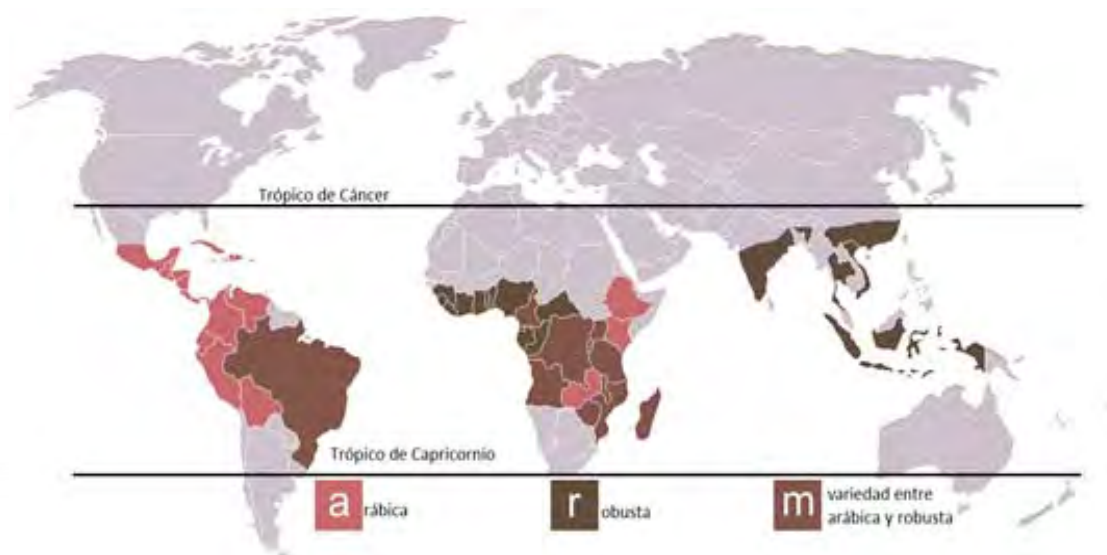 Trópico de Cáncer
Trópico de Capricornio
a rábica
r obusta
m variedad entre
arábica y robusta